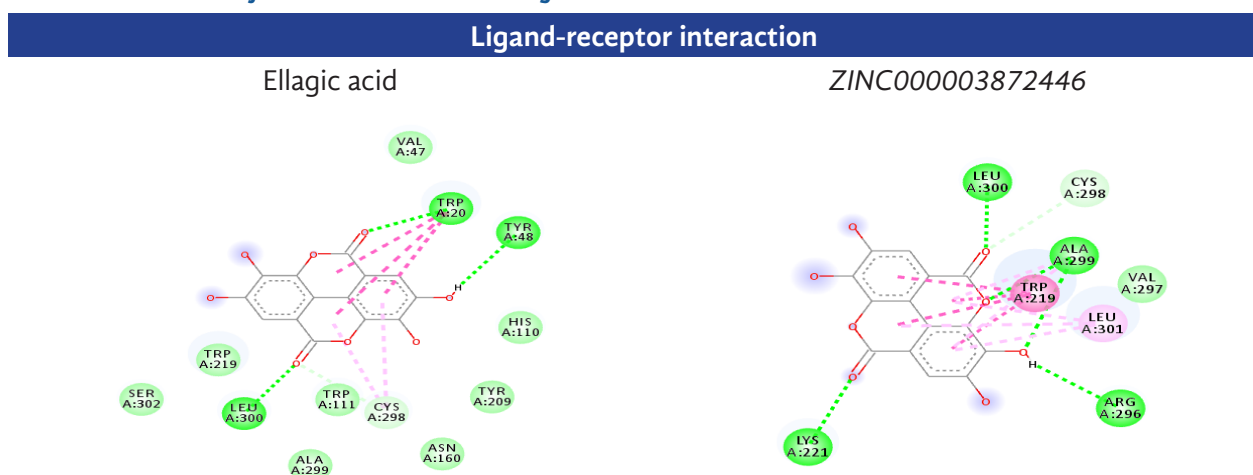 Ligand-receptor interaction
Ellagic acid
ZINC000003872446
VAL
A:47
TRP
A:20
TYR
A:48
O
O
O
O
H
O
O
O
O
HIS
A:110
TRP
A:219
SER
A:302
LEU
A:300
TRP
A:111
CYS
A:298
TYR
A:209
ALA
A:299
ASN
A:160
LEU
A:300
CYS
A:298
ALA
A:299
VAL
A:297
TRP
A:219
LEU
A:301
O
O
O
O
O
O
H
O
O
ARG
A:296
LYS
A:221